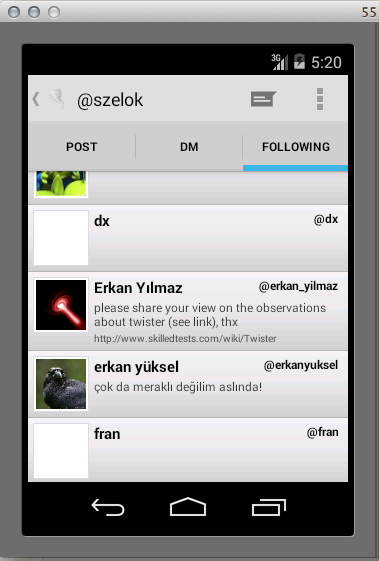 55
3G
5:20
@szelok
POST
DM
FOLLOWING
dx
@dx
Erkan Yılmaz
@erkan_yilmaz
please share your view on the observations
about twister (see link), thx
http://www.skilledtests.com/wiki/Twister
erkan yüksel
@erkanyuksel
çok da meraklı değilim aslında!
fran
@fran